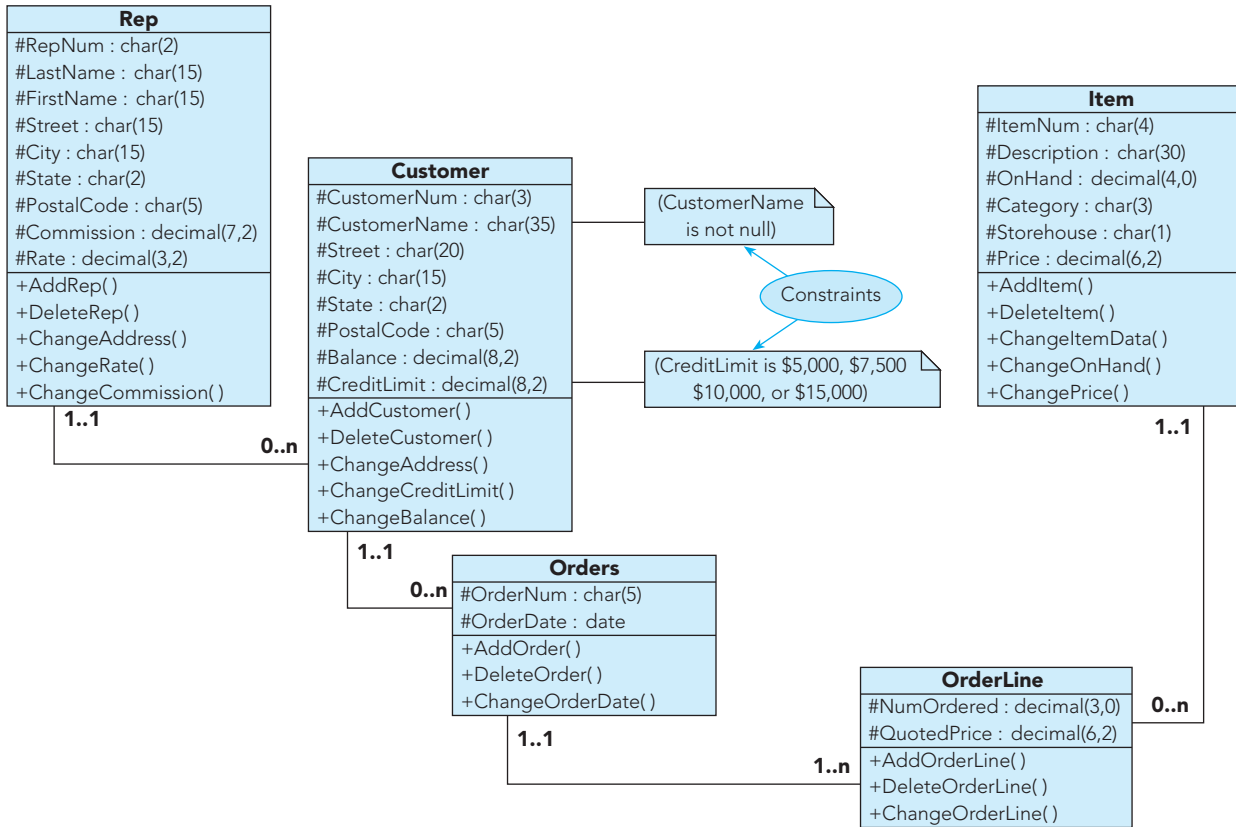 Rep
#RepNum : char(2)
#LastName : char(15)
#FirstName : char(15)
#Street : char(15)
#City : char(15)
#State : char(2)
#PostalCode : char(5)
#Commission : decimal(7,2)
#Rate : decimal(3,2)
+AddRep( )
+DeleteRep( )
+ChangeAddress( )
+ChangeRate( )
+ChangeCommission( )
1..1
0..n
Customer
#CustomerNum : char(3)
#CustomerName : char(35)
#Street : char(20)
#City : char(15)
#State : char(2)
#PostalCode : char(5)
#Balance : decimal(8,2)
#CreditLimit : decimal(8,2)
+AddCustomer( )
+DeleteCustomer( )
+ChangeAddress( )
+ChangeCreditLimit( )
+ChangeBalance( )
(CustomerName
is not null)
Constraints
(CreditLimit is $5,000, $7,500
$10,000, or $15,000)
Item
#ItemNum : char(4)
#Description : char(30)
#OnHand : decimal(4,0)
#Category : char(3)
#Storehouse : char(1)
#Price : decimal(6,2)
+AddItem( )
+DeleteItem( )
+ChangeItemData( )
+ChangeOnHand( )
+ChangePrice( )
1..1
1..1
0..n
Orders
#OrderNum : char(5)
#OrderDate : date
+AddOrder( )
+DeleteOrder( )
+ChangeOrderDate( )
1..1
1..n
OrderLine
#NumOrdered : decimal(3,0)
#QuotedPrice : decimal(6,2)
+AddOrderLine( )
+DeleteOrderLine( )
+ChangeOrderLine( )
0..n